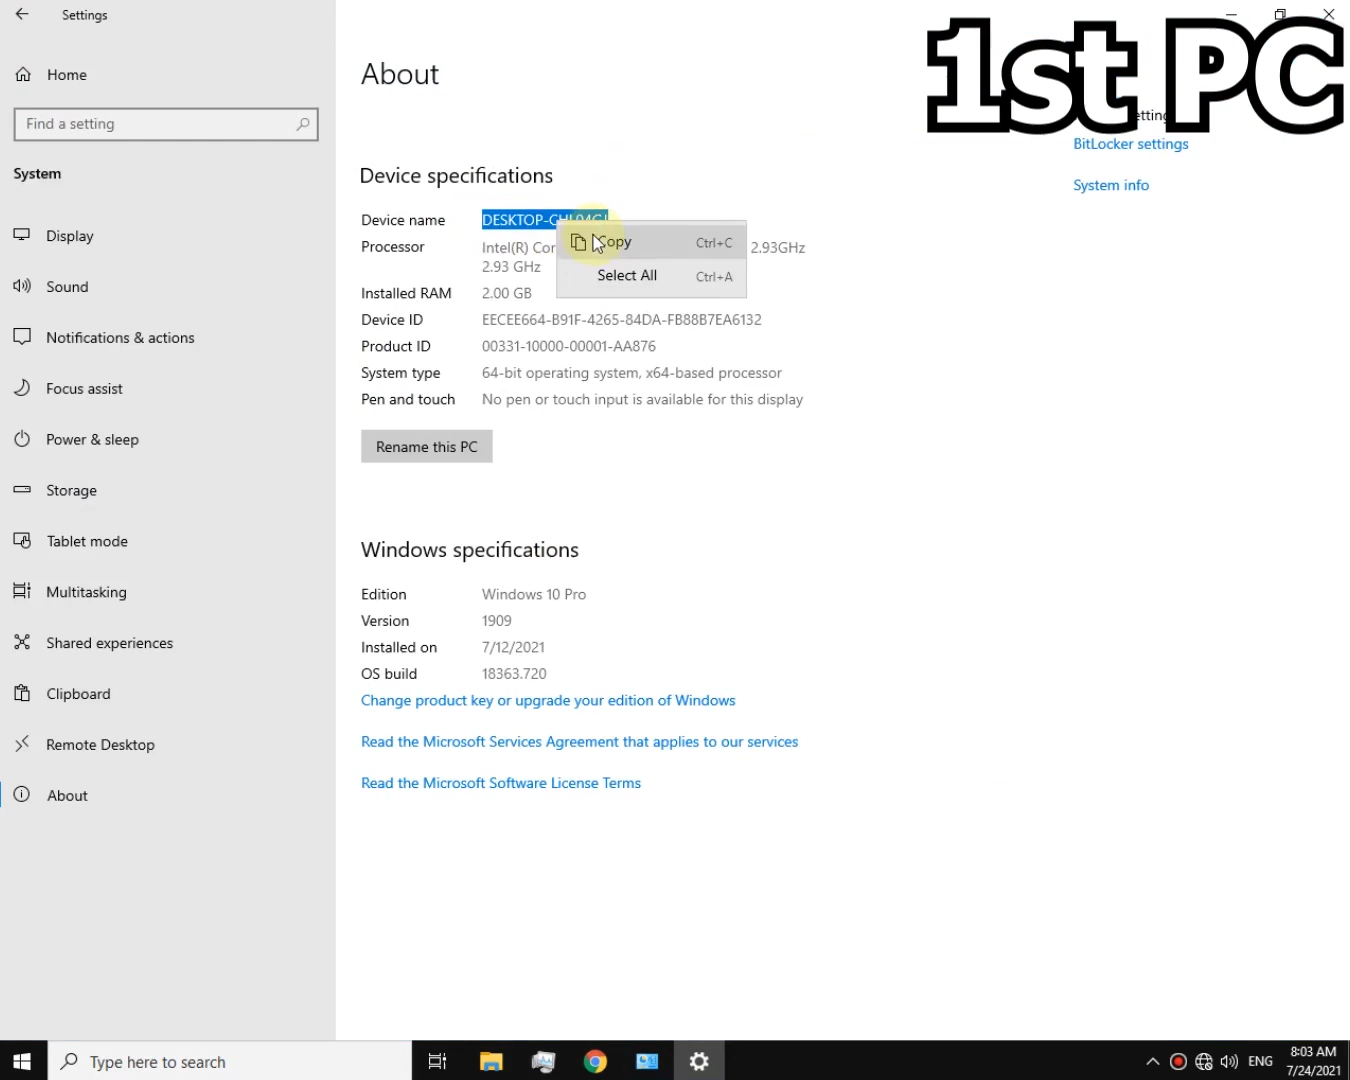 Settings
1st PC
Home
About
Find a setting
BitLocker settings
System
Device specifications
System info
Device name DESKTOP-
Display
Copy Ctrl+C
Processor Intel(R) 2.93GHz
2.93 GHz
Select All Ctrl+A
Sound
Installed RAM 2.00 GB
Device ID EECEE664-B91F-4265-84DA-FB88B7EA6132
Notifications & actions
Product ID 00331-10000-00001-AA876
System type 64-bit operating system, x64-based processor
Focus assist
Pen and touch No pen or touch input is available for this display
Power & sleep
Rename this PC
Storage
Tablet mode
Windows specifications
Multitasking
Edition Windows 10 Pro
Version 1909
Shared experiences
Installed on 7/12/2021
OS build 18363.720
Clipboard
Change product key or upgrade your edition of Windows
Remote Desktop
Read the Microsoft Services Agreement that applies to our services
Read the Microsoft Software License Terms
About
Type here to search
ENG
8:03 AM
7/24/2021